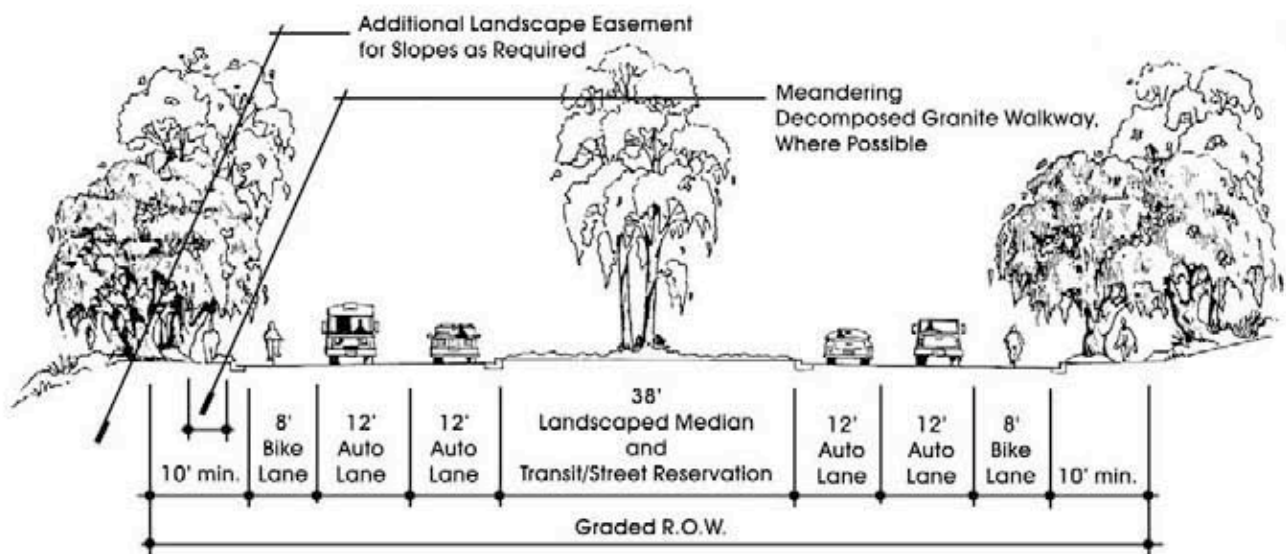 Additional Landscape Easement
for Slopes as Required
Meandering
Decomposed Granite Walkway,
Where Possible
10' min.
8'
Bike
Lane
12'
Auto
Lane
12'
Auto
Lane
38'
Landscaped Median
and
Transit/Street Reservation
12'
Auto
Lane
12'
Auto
Lane
8'
Bike
Lane
10' min.
Graded R.O.W.